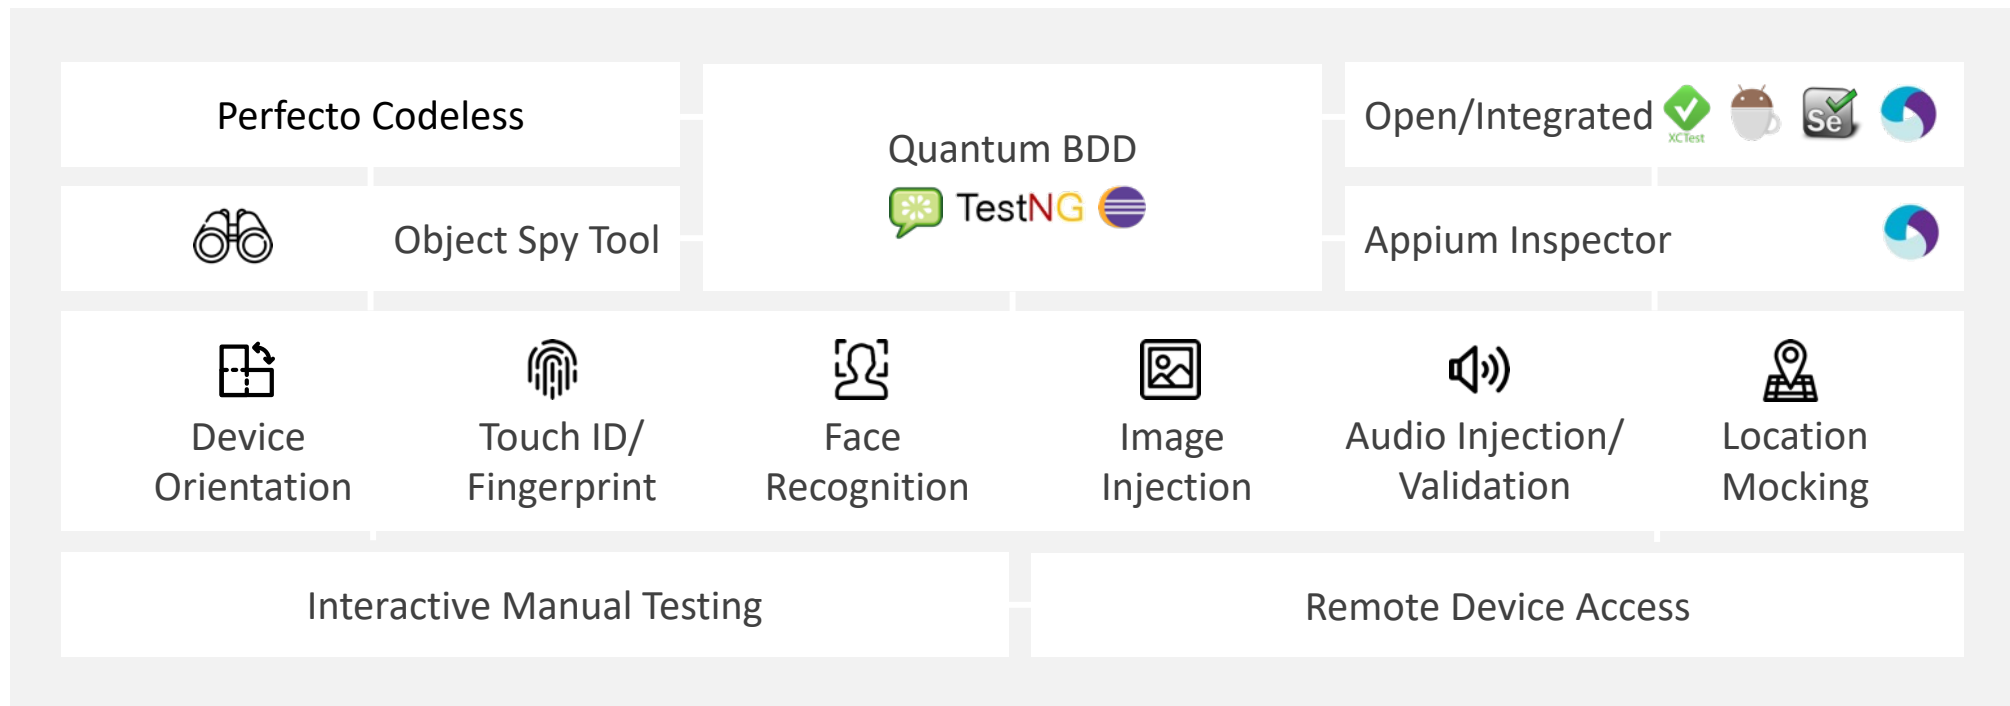 Perfecto Codeless
Quantum BDD
TestNG
Open/Integrated
XCTest
Se
Object Spy Tool
Appium Inspector
Device
Orientation
Touch ID/
Fingerprint
Face
Recognition
Image
Injection
Audio Injection/
Validation
Location
Mocking
Interactive Manual Testing
Remote Device Access